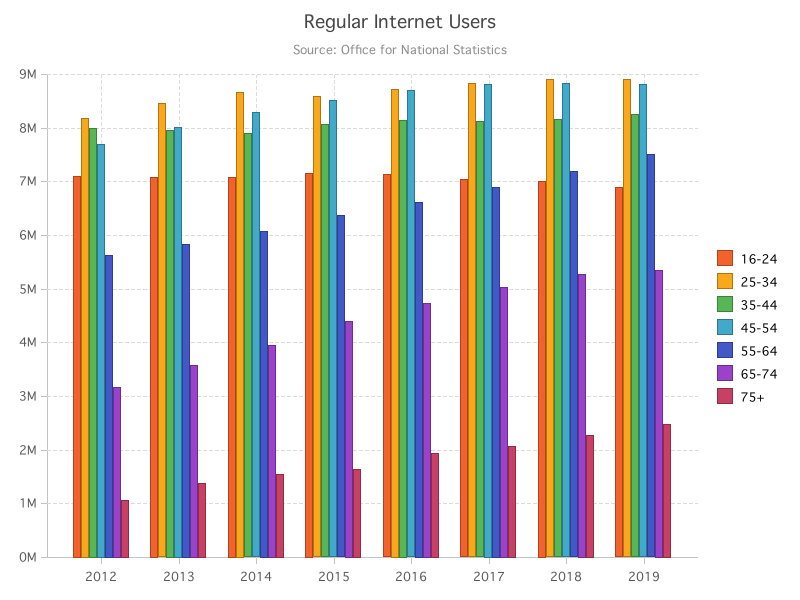 Regular Internet Users
Source: Office for National Statistics
9M
8M
7M
6M
5M
4M
3M
2M
1M
0M
2012 2013 2014 2015 2016 2017 2018 2019
16-24
25-34
35-44
45-54
55-64
65-74
75+